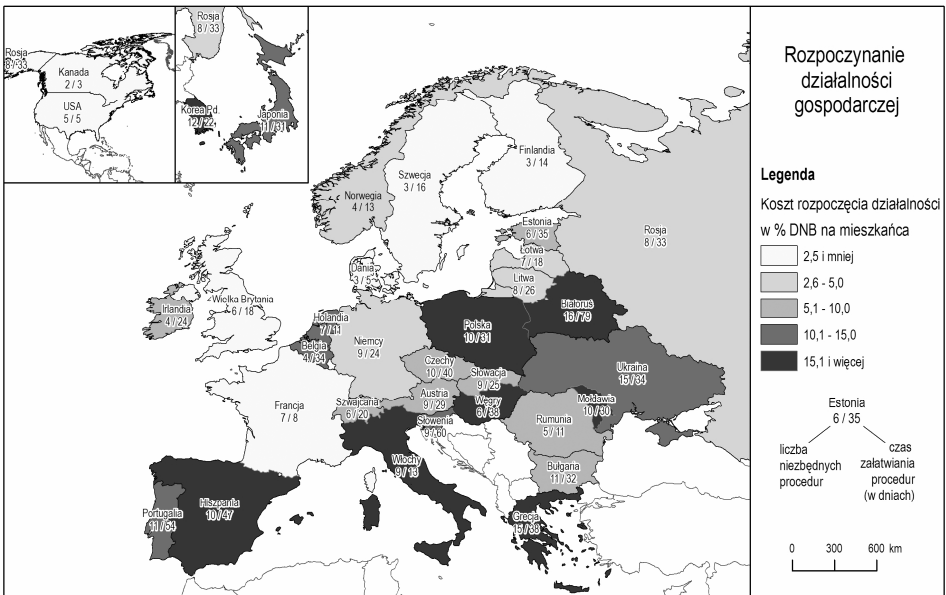 Rosja
8 / 33
Kanada
2 / 3
USA
5 / 5
Rosja
8 / 33
Korea Pd.
12 / 22
Japonia
11 / 31
Finlandia
3 / 14
Szwecja
3 / 16
Norwegia
4 / 13
Estonia
6 / 35
Rosja
8 / 33
Łotwa
7 / 18
Dania
3 / 5
Litwa
8 / 26
Wielka Brytania
6 / 18
Irlandia
4 / 24
Białoruś
16 / 79
Holandia
7 / 11
Polska
10 / 31
Belgia
4 / 34
Niemcy
9 / 24
Czechy
10 / 40
Słowacja
9 / 25
Ukraina
15 / 34
Austria
9 / 29
Węgry
6 / 38
Mołdawia
10 / 30
Szwajcaria
6 / 20
Francja
7 / 8
Słowenia
9 / 60
Rumunia
5 / 11
Włochy
9 / 13
Bułgaria
11 / 32
Hiszpania
10 / 47
Portugalia
11 / 54
Grecja
15 / 38
Rozpoczynanie
działalności
gospodarczej
Legenda
Koszt rozpoczęcia działalności
w % DNB na mieszkańca
2,5 i mniej
2,6 - 5,0
5,1 - 10,0
10,1 - 15,0
15,1 i więcej
Estonia
6 / 35
liczba
niezbędnych
procedur
czas
załatwiania
procedur
(w dniach)
0 300 600 km